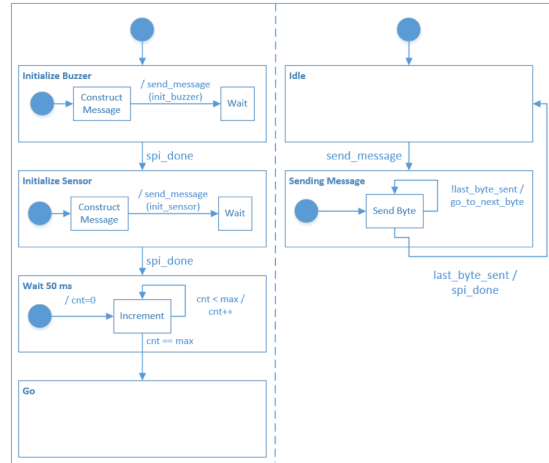 Initialize Buzzer
Construct
Message
/ send_message
(init_buzzer)
Wait
spi_done
Initialize Sensor
Construct
Message
/ send_message
(init_sensor)
Wait
spi_done
Wait 50 ms
/ cnt=0
Increment
cnt < max /
cnt++
cnt == max
Go
Idle
send_message
Sending Message
Send Byte
!last_byte_sent /
go_to_next_byte
last_byte_sent /
spi_done